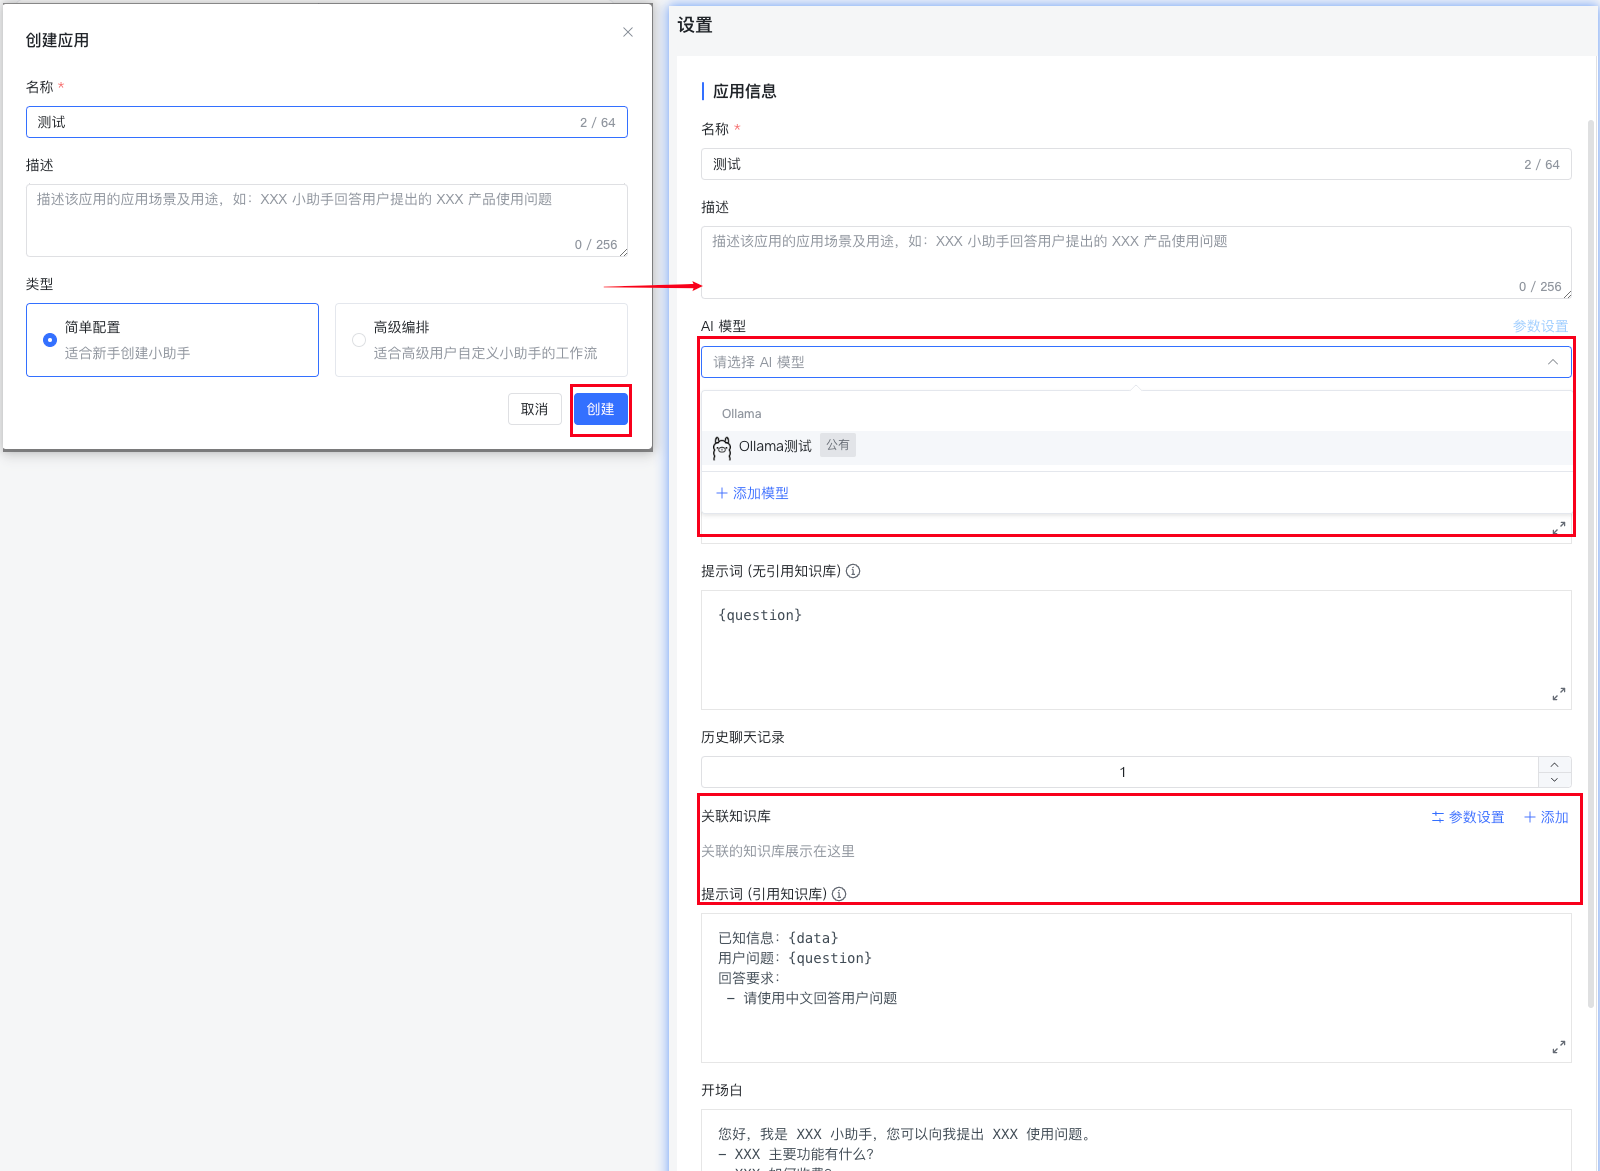 创建应用
名称 *
测试
2 / 64
描述
描述该应用的应用场景及用途，如：XXX 小助手回答用户提出的 XXX 产品使用问题
0 / 256
类型
简单配置
适合新手创建小助手
高级编排
适合高级用户自定义小助手的工作流
取消
创建
设置
应用信息
名称 *
测试
2 / 64
描述
描述该应用的应用场景及用途，如：XXX 小助手回答用户提出的 XXX 产品使用问题
0 / 256
AI 模型
参数设置
请选择 AI 模型
Ollama
Ollama测试 公有
+ 添加模型
提示词 (无引用知识库)
{question}
历史聊天记录
1
关联知识库
参数设置
+ 添加
关联的知识库展示在这里
提示词 (引用知识库)
已知信息：{data}
用户问题：{question}
回答要求：
- 请使用中文回答用户问题
开场白
您好，我是 XXX 小助手，您可以向我提出 XXX 使用问题。
- XXX 主要功能有什么？